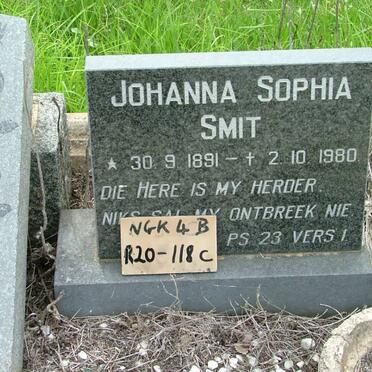 JOHANNA SOPHIA
SMIT
★ 30.9.1891 - † 2.10.1980
DIE HERE IS MY HERDER
NIKS SAL MY ONTBREEK NIE
PS 23 VERS 1
NGK 4 B
R20-118C